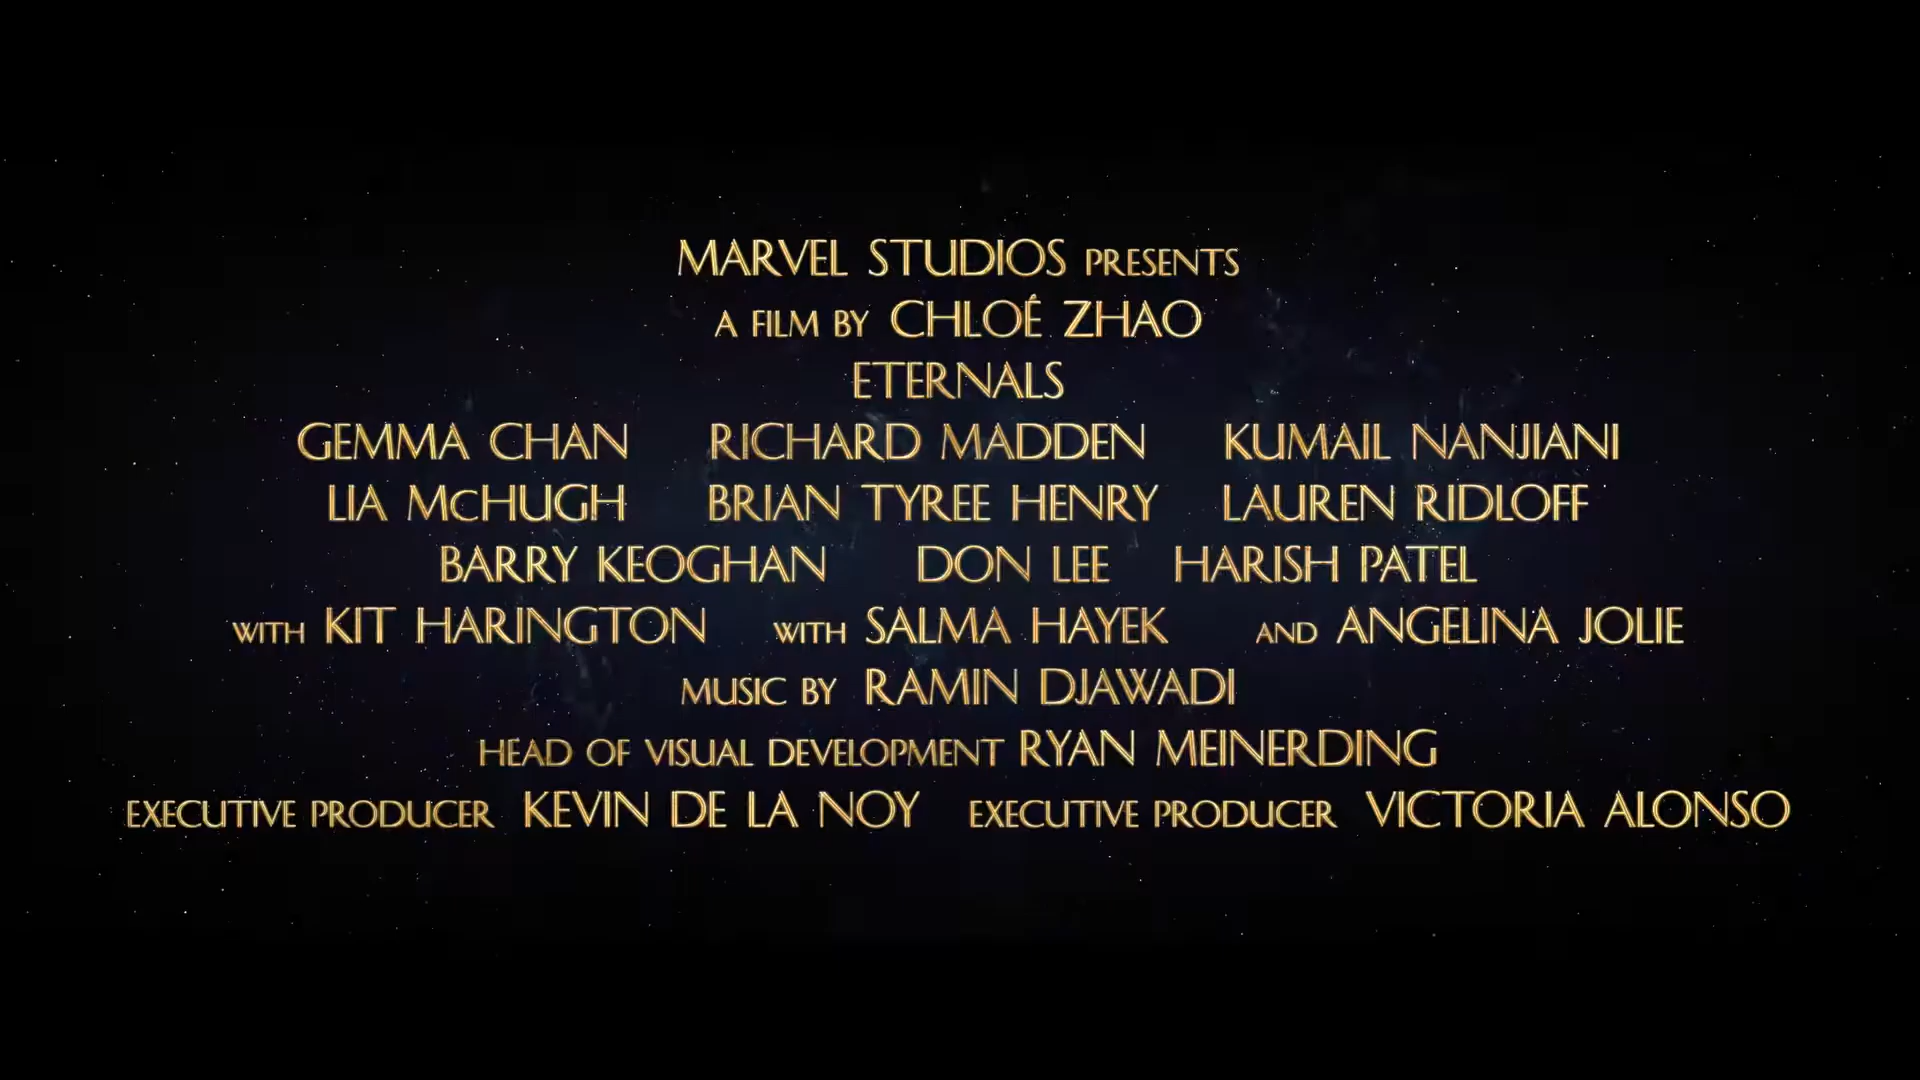 MARVEL STUDIOS PRESENTS
A FILM BY CHLOÉ ZHAO
ETERNALS
GEMMA CHAN RICHARD MADDEN KUMAIL NANJIANI
LIA McHUGH BRIAN TYREE HENRY LAUREN RIDLOFF
BARRY KEOGHAN DON LEE HARISH PATEL
WITH KIT HARINGTON WITH SALMA HAYEK AND ANGELINA JOLIE
MUSIC BY RAMIN DJAWADI
HEAD OF VISUAL DEVELOPMENT RYAN MEINERDING
EXECUTIVE PRODUCER KEVIN DE LA NOY EXECUTIVE PRODUCER VICTORIA ALONSO